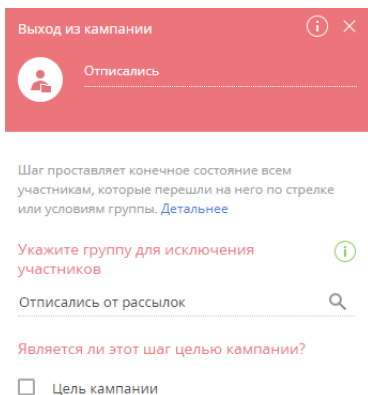 Выход из кампании
Отписались
Шаг проставляет конечное состояние всем
участникам, которые перешли на него по стрелке
или условиям группы. Детальнее
Укажите группу для исключения
участников
Отписались от рассылок
Является ли этот шаг целью кампании?
Цель кампании